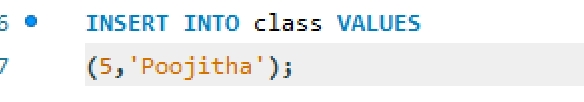 6 INSERT INTO class VALUES
7 (5,'Poojitha');